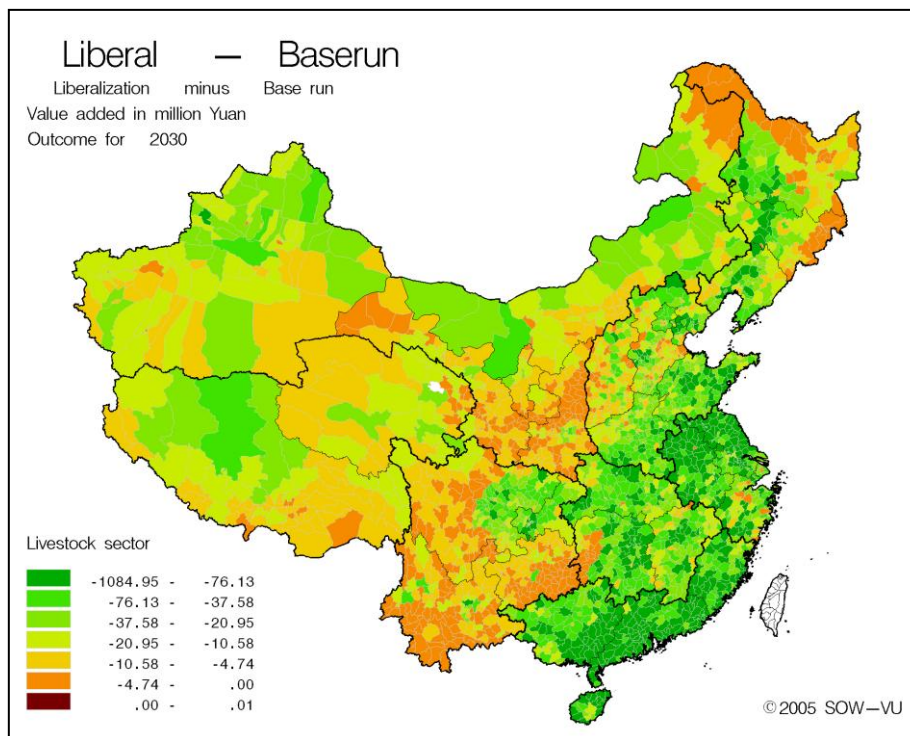 Liberal — Baserun
Liberalization minus Base run
Value added in million Yuan
Outcome for 2030
Livestock sector
-1084.95 - -76.13
-76.13 - -37.58
-37.58 - -20.95
-20.95 - -10.58
-10.58 - -4.74
-4.74 - .00
.00 - .01
©2005 SOW—VU